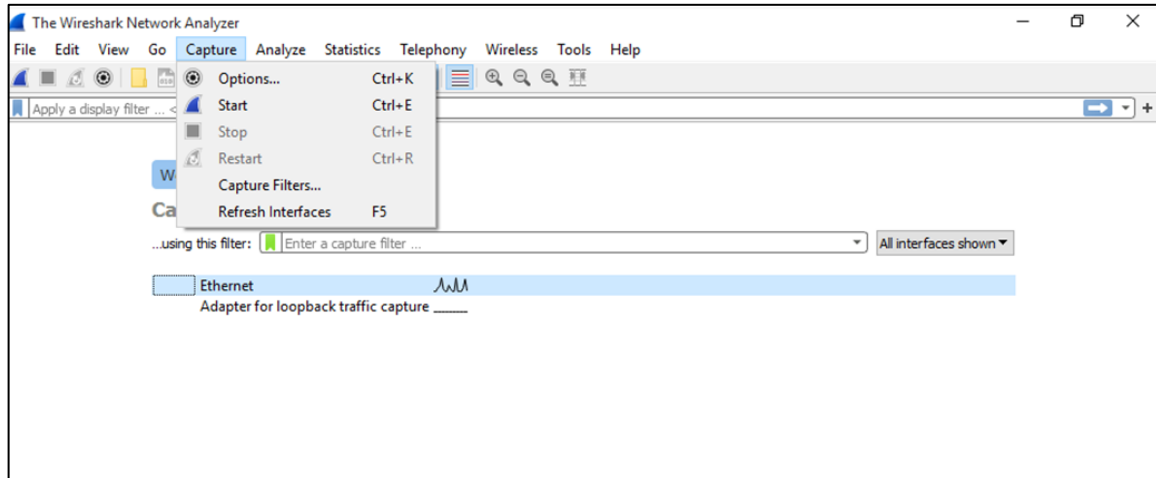 The Wireshark Network Analyzer
File Edit View Go Capture Analyze Statistics Telephony Wireless Tools Help
Options... Ctrl+K
Apply a display filter ... <
Start Ctrl+E
Stop Ctrl+E
Restart Ctrl+R
Capture Filters...
Refresh Interfaces F5
...using this filter: Enter a capture filter ... All interfaces shown
Ethernet
Adapter for loopback traffic capture